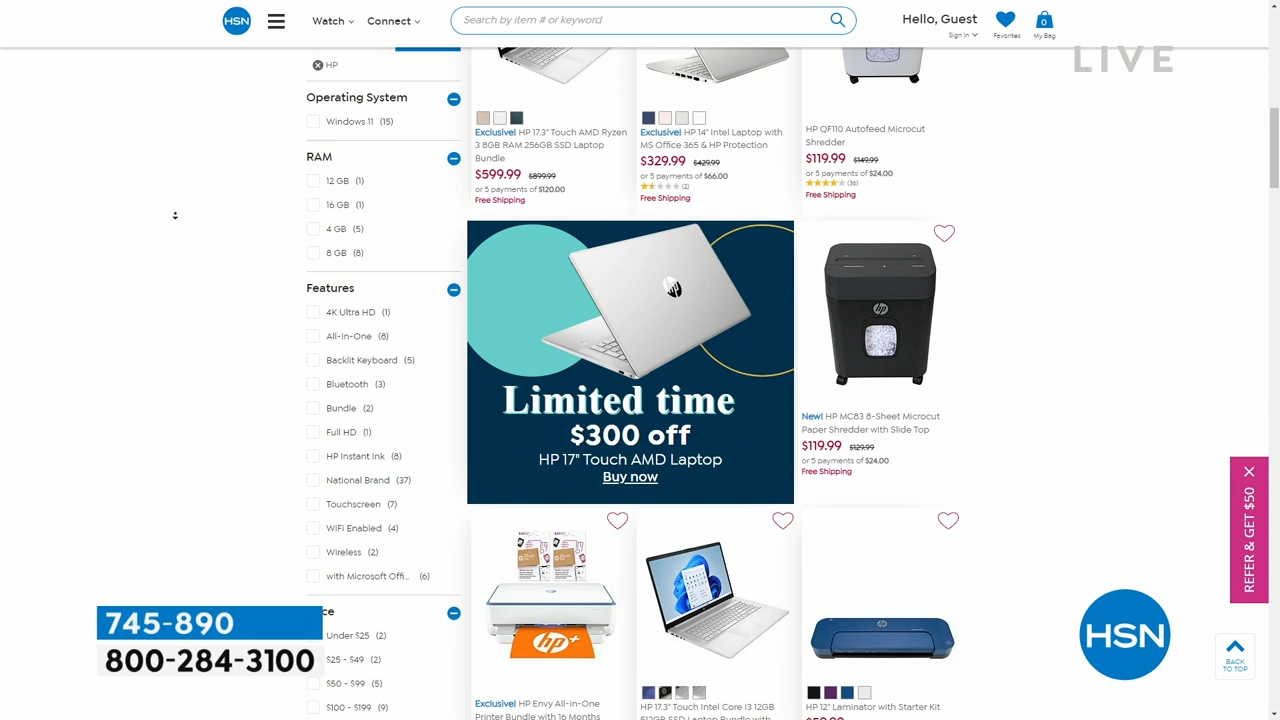 HSN
Watch
Connect
Search by item # or keyword
Hello, Guest
Sign In
Favorites
0
My Bag
LIVE
HP
Operating System
Windows 11 (15)
RAM
12 GB (1)
16 GB (1)
4 GB (5)
8 GB (8)
Features
4K Ultra HD (1)
All-In-One (8)
Backlit Keyboard (5)
Bluetooth (3)
Bundle (2)
Full HD (1)
HP Instant Ink (8)
National Brand (37)
Touchscreen (7)
WiFi Enabled (4)
Wireless (2)
with Microsoft Offi... (6)
ce
Under $25 (2)
$25 - $49 (2)
$50 - $99 (5)
$100 - $199 (9)
Exclusive! HP 17.3" Touch AMD Ryzen
3 8GB RAM 256GB SSD Laptop
Bundle
$599.99 $899.99
or 5 payments of $120.00
Free Shipping
Exclusive! HP 14" Intel Laptop with
MS Office 365 & HP Protection
$329.99 $429.99
or 5 payments of $66.00
(2)
Free Shipping
HP QF110 Autofeed Microcut
Shredder
$119.99 $149.99
or 5 payments of $24.00
(36)
Free Shipping
hp
Limited time
$300 off
HP 17" Touch AMD Laptop
Buy now
hp
New! HP MC83 8-Sheet Microcut
Paper Shredder with Slide Top
$119.99 $129.99
or 5 payments of $24.00
Free Shipping
hp+
Exclusive! HP Envy All-in-One
Printer Bundle with 16 Months
HP 17.3" Touch Intel Core i3 12GB
512GB SSD Laptop Bundle with
hp
HP 12" Laminator with Starter Kit
REFER & GET $50
HSN
BACK
TO TOP
745-890
800-284-3100